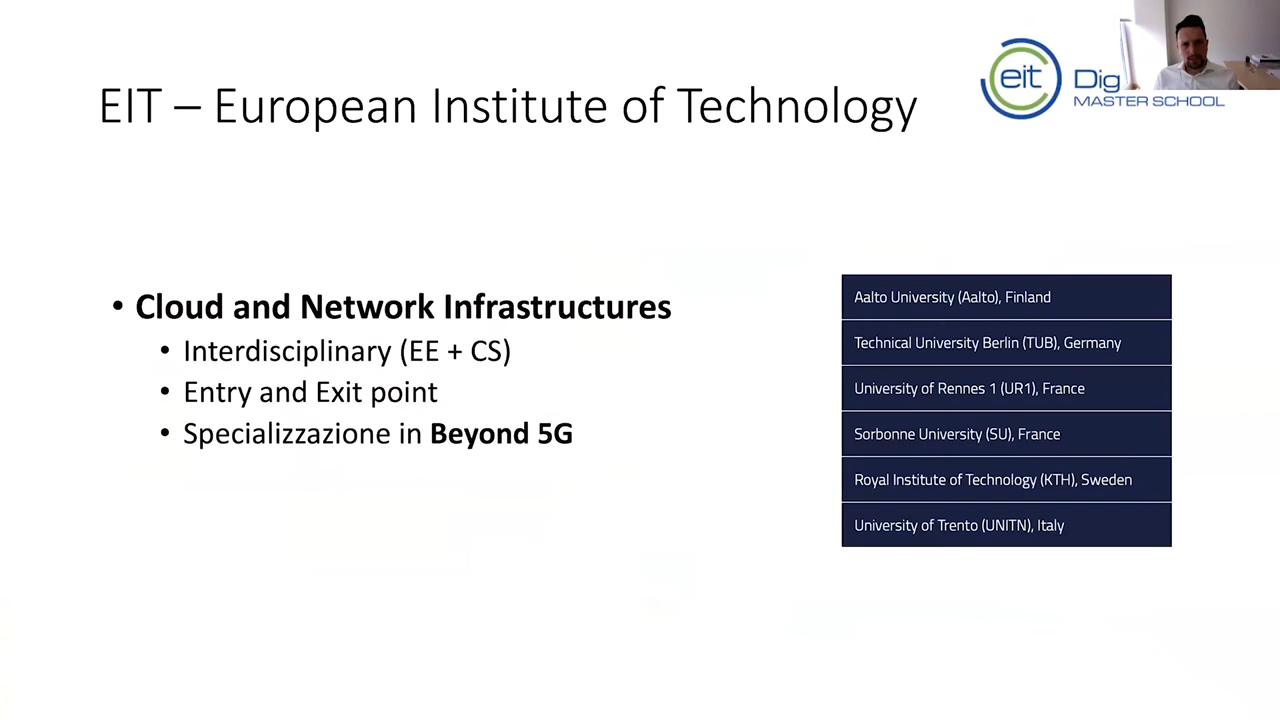 EIT – European Institute of Technology
eit Dig
MASTER SCHOOL
• Cloud and Network Infrastructures
• Interdisciplinary (EE + CS)
• Entry and Exit point
• Specializzazione in Beyond 5G
Aalto University (Aalto), Finland
Technical University Berlin (TUB), Germany
University of Rennes 1 (UR1), France
Sorbonne University (SU), France
Royal Institute of Technology (KTH), Sweden
University of Trento (UNITN), Italy